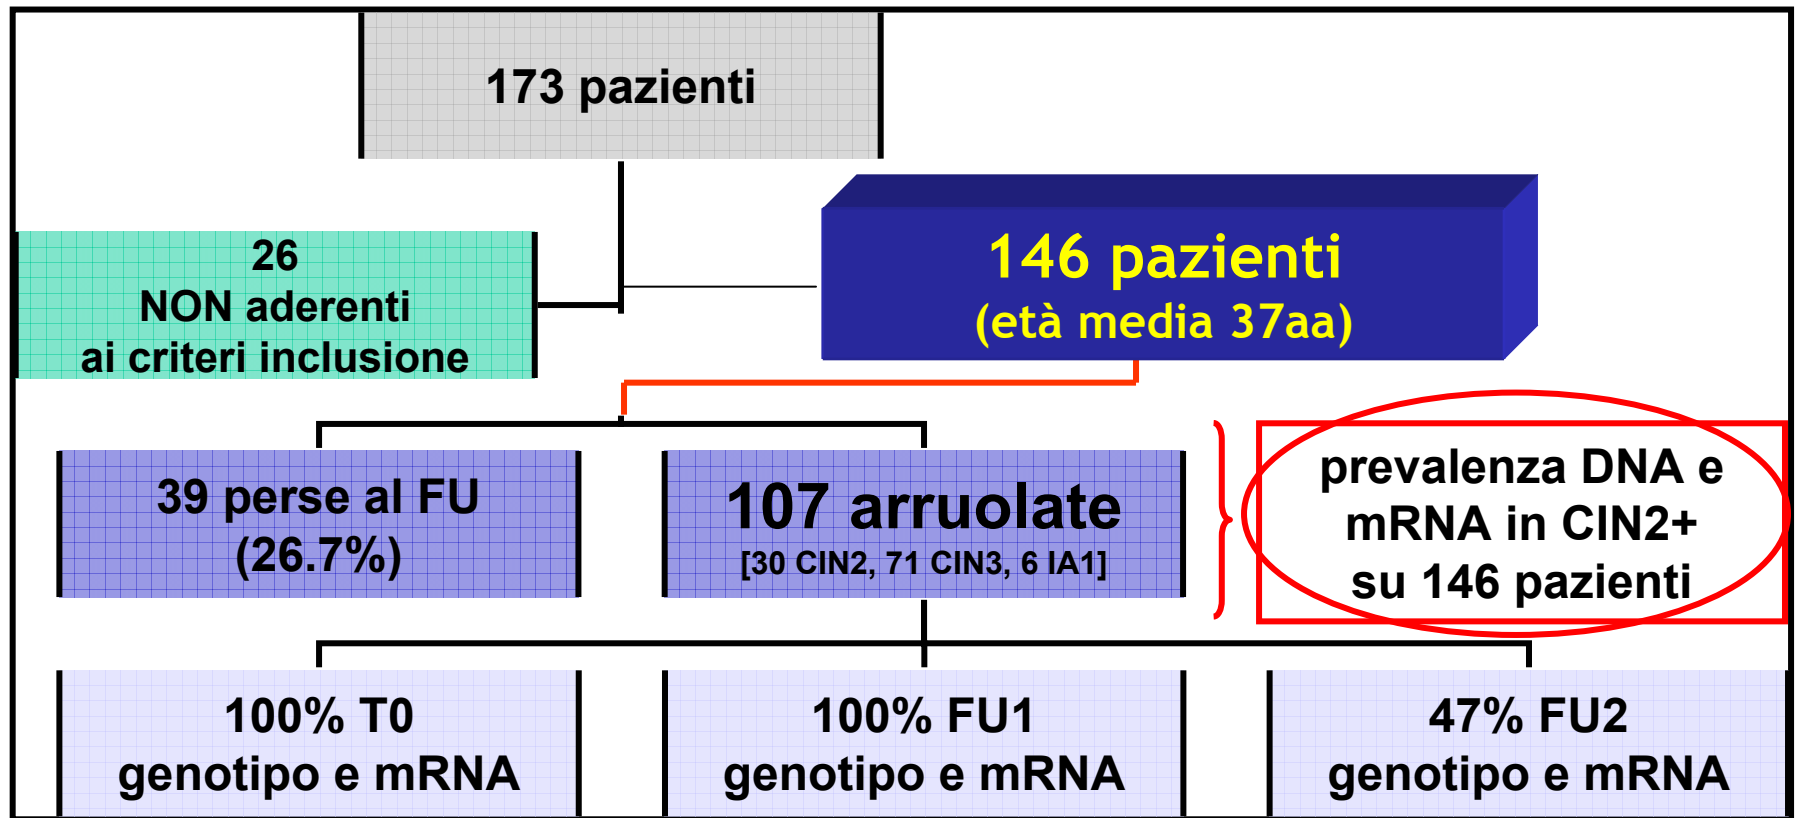 173 pazienti
26
NON aderenti
ai criteri inclusione
146 pazienti
(età media 37aa)
39 perse al FU
(26.7%)
107 arruolate
[30 CIN2, 71 CIN3, 6 IA1]
prevalenza DNA e
mRNA in CIN2+
su 146 pazienti
100% T0
genotipo e mRNA
100% FU1
genotipo e mRNA
47% FU2
genotipo e mRNA